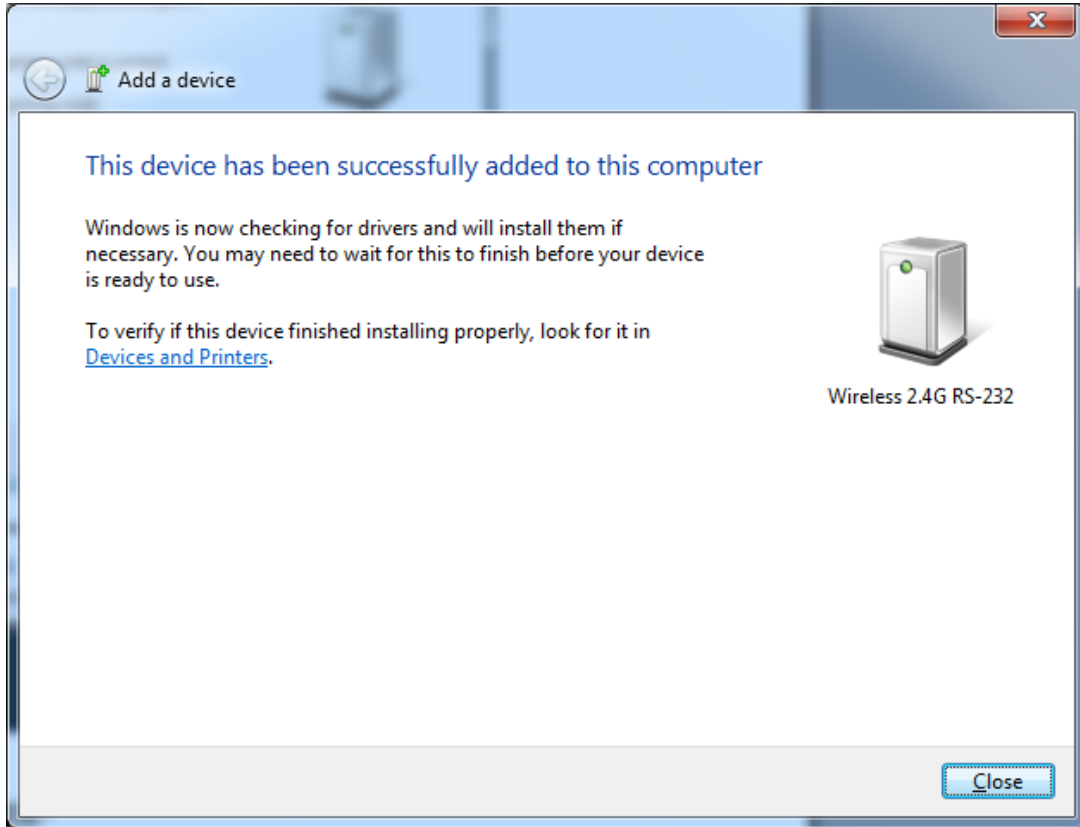 Add a device
This device has been successfully added to this computer
Windows is now checking for drivers and will install them if
necessary. You may need to wait for this to finish before your device
is ready to use.
To verify if this device finished installing properly, look for it in
Devices and Printers.
Wireless 2.4G RS-232
Close